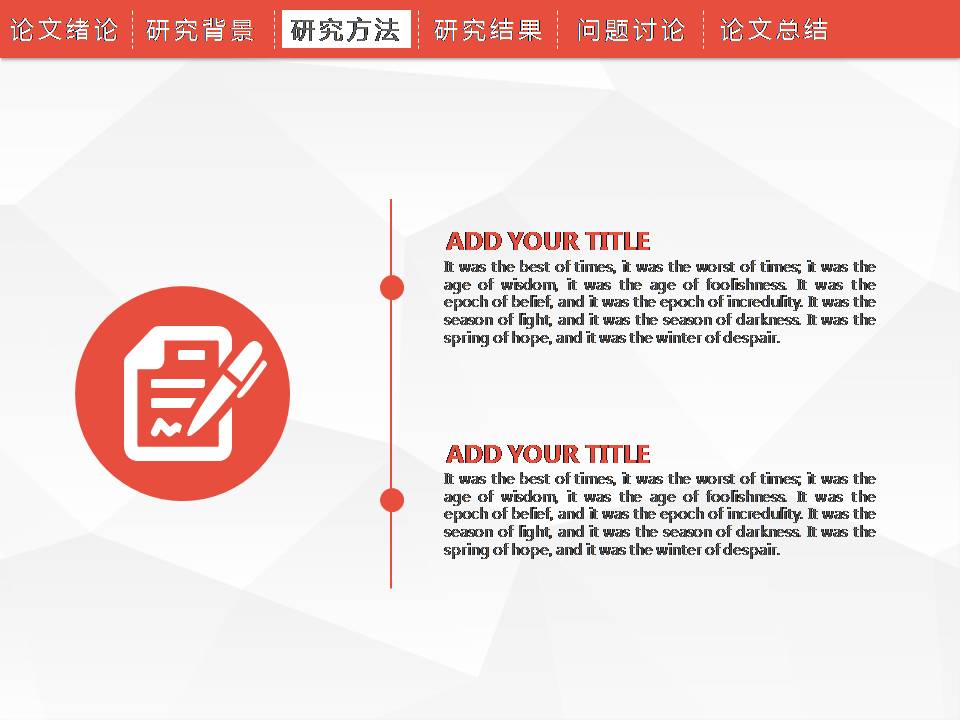 论文绪论 研究背景 研究方法 研究结果 问题讨论 论文总结
ADD YOUR TITLE
It was the best of times, it was the worst of times; it was the
age of wisdom, it was the age of foolishness. It was the
epoch of belief, and it was the epoch of incredulity. It was the
season of light, and it was the season of darkness. It was the
spring of hope, and it was the winter of despair.
ADD YOUR TITLE
It was the best of times, it was the worst of times; it was the
age of wisdom, it was the age of foolishness. It was the
epoch of belief, and it was the epoch of incredulity. It was the
season of light, and it was the season of darkness. It was the
spring of hope, and it was the winter of despair.